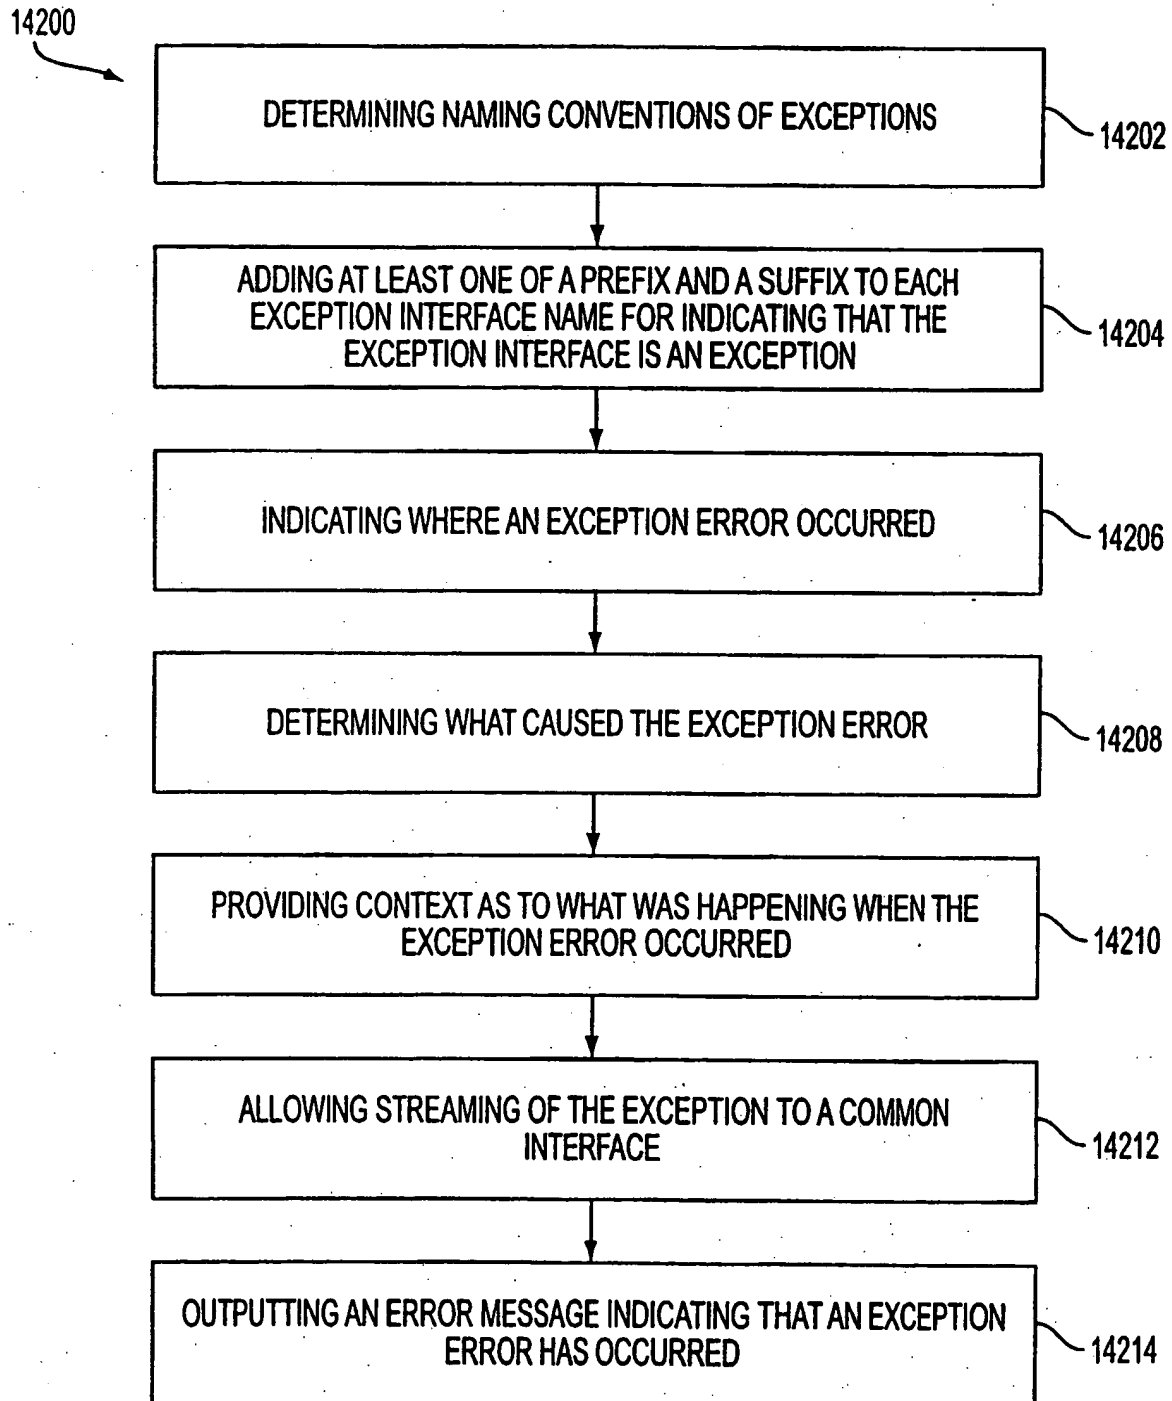 14200
DETERMINING NAMING CONVENTIONS OF EXCEPTIONS
14202
ADDING AT LEAST ONE OF A PREFIX AND A SUFFIX TO EACH
EXCEPTION INTERFACE NAME FOR INDICATING THAT THE
EXCEPTION INTERFACE IS AN EXCEPTION
14204
INDICATING WHERE AN EXCEPTION ERROR OCCURRED
14206
DETERMINING WHAT CAUSED THE EXCEPTION ERROR
14208
PROVIDING CONTEXT AS TO WHAT WAS HAPPENING WHEN THE
EXCEPTION ERROR OCCURRED
14210
ALLOWING STREAMING OF THE EXCEPTION TO A COMMON
INTERFACE
14212
OUTPUTTING AN ERROR MESSAGE INDICATING THAT AN EXCEPTION
ERROR HAS OCCURRED
14214